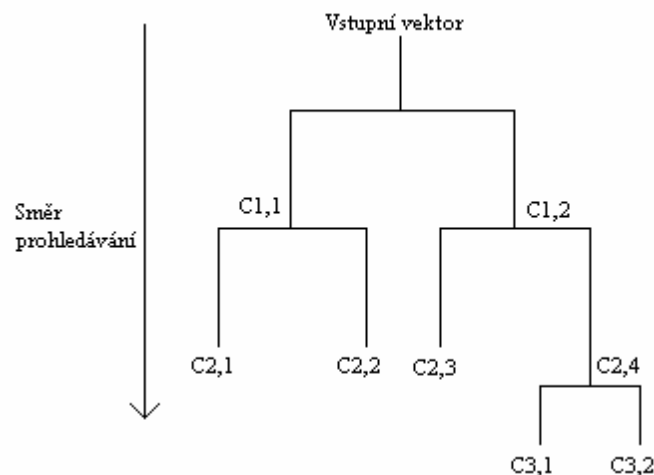 Vstupní vektor
C1,1
C1,2
Směr
prohledávání
C2,1
C2,2
C2,3
C2,4
C3,1
C3,2